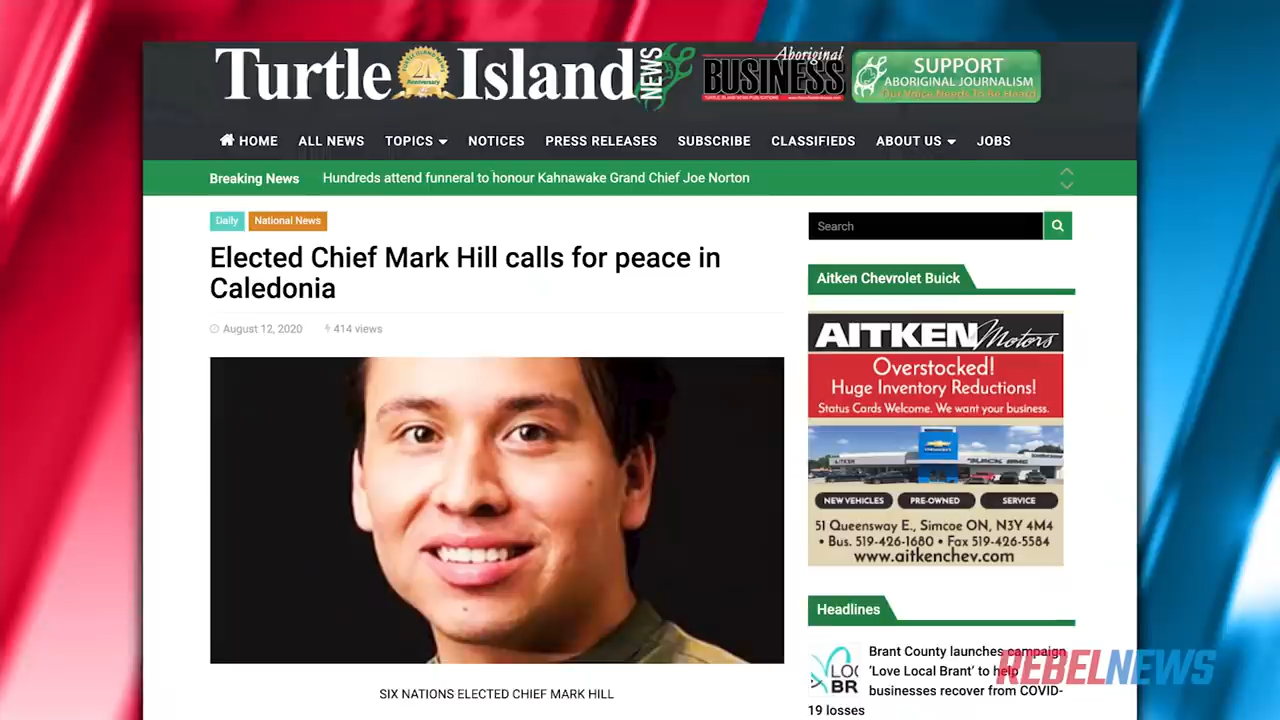 Turtle Island NEWS
21 Anniversary
Aboriginal BUSINESS
SUPPORT
ABORIGINAL JOURNALISM
Our Voice Needs To Be Heard
HOME ALL NEWS TOPICS NOTICES PRESS RELEASES SUBSCRIBE CLASSIFIEDS ABOUT US JOBS
Breaking News Hundreds attend funeral to honour Kahnawake Grand Chief Joe Norton
Daily National News
Elected Chief Mark Hill calls for peace in
Caledonia
August 12, 2020 414 views
SIX NATIONS ELECTED CHIEF MARK HILL
Search
Aitken Chevrolet Buick
AITKEN Motors
Overstocked!
Huge Inventory Reductions!
Status Cards Welcome. We want your business.
NEW VEHICLES PRE-OWNED SERVICE
51 Queensway E., Simcoe ON, N3Y 4M4
• Bus. 519-426-1680 • Fax 519-426-5584
www.aitkenchev.com
Headlines
LOC
BR
Brant County launches campaign
‘Love Local Brant’ to help
businesses recover from COVID-
19 losses
REBELNEWS